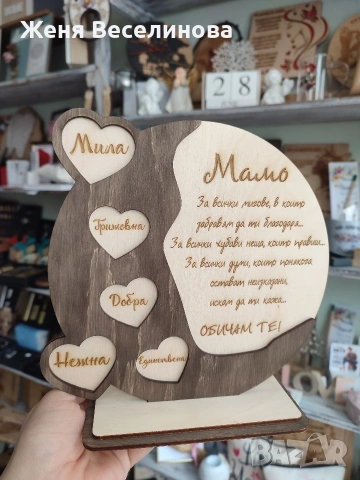 Женя Веселинова
28
Мила
Грижовна
Добра
Нежна
Единствена
Мамо
За всички мигове, в които
забравям да ти благодаря...
За всички хубави неща, които правиш...
За всички думи, които понякога
остават неизказани,
искам да ти кажа...
ОБИЧАМ ТЕ!
BAZAR